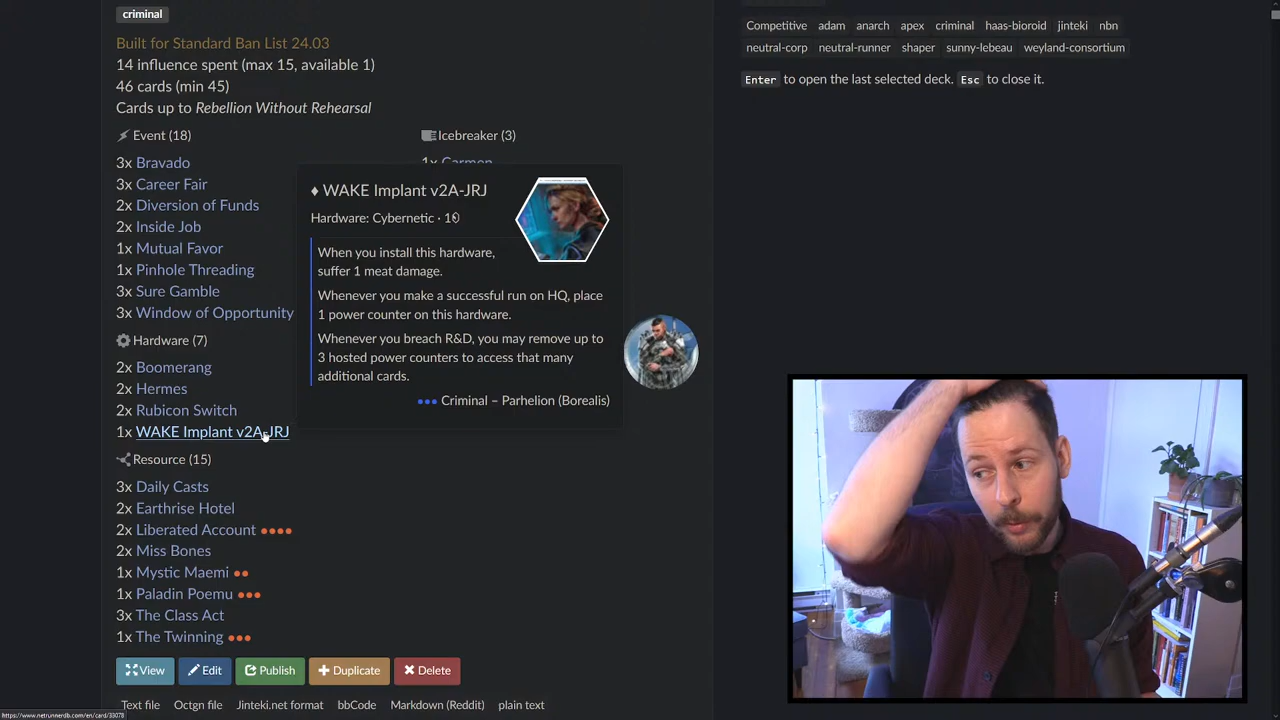 criminal
Built for Standard Ban List 24.03
14 influence spent (max 15, available 1)
46 cards (min 45)
Cards up to Rebellion Without Rehearsal
Event (18)
3x Bravado
3x Career Fair
2x Diversion of Funds
2x Inside Job
1x Mutual Favor
1x Pinhole Threading
3x Sure Gamble
3x Window of Opportunity
Hardware (7)
2x Boomerang
2x Hermes
2x Rubicon Switch
1x WAKE Implant v2A-JRJ
Resource (15)
3x Daily Casts
2x Earthrise Hotel
2x Liberated Account ●●●●
2x Miss Bones
1x Mystic Maemi ●●
1x Paladin Poemu ●●●
3x The Class Act
1x The Twinning ●●●
View Edit Publish Duplicate Delete
Text file Octgn file Jinteki.net format bbCode Markdown (Reddit) plain text
https://www.netrunnerdb.com/en/card/33078
Icebreaker (3)
1x Carmen
♦ WAKE Implant v2A-JRJ
Hardware: Cybernetic · 1
When you install this hardware,
suffer 1 meat damage.
Whenever you make a successful run on HQ, place
1 power counter on this hardware.
Whenever you breach R&D, you may remove up to
3 hosted power counters to access that many
additional cards.
●●● Criminal – Parhelion (Borealis)
Competitive adam anarch apex criminal haas-bioroid jinteki nbn
neutral-corp neutral-runner shaper sunny-lebeau weyland-consortium
Enter to open the last selected deck. Esc to close it.